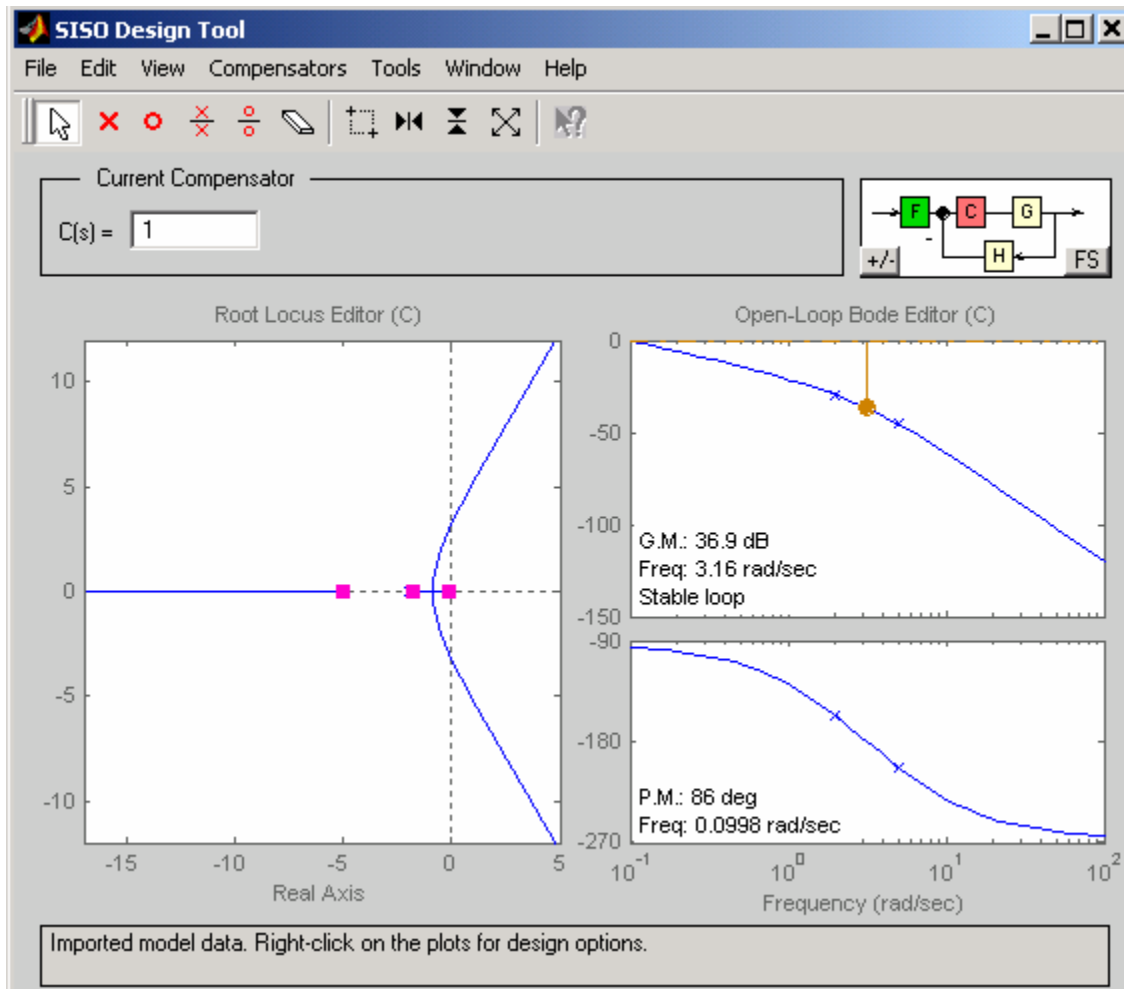 SISO Design Tool
File Edit View Compensators Tools Window Help
Current Compensator
C(s) = 1
F C G
-
H
+/- FS
Root Locus Editor (C)
10
5
0
-5
-10
-15 -10 -5 0 5
Real Axis
Open-Loop Bode Editor (C)
0
-50
-100
-150
G.M.: 36.9 dB
Freq: 3.16 rad/sec
Stable loop
-90
-180
-270
P.M.: 86 deg
Freq: 0.0998 rad/sec
10^-1 10^0 10^1 10^2
Frequency (rad/sec)
Imported model data. Right-click on the plots for design options.